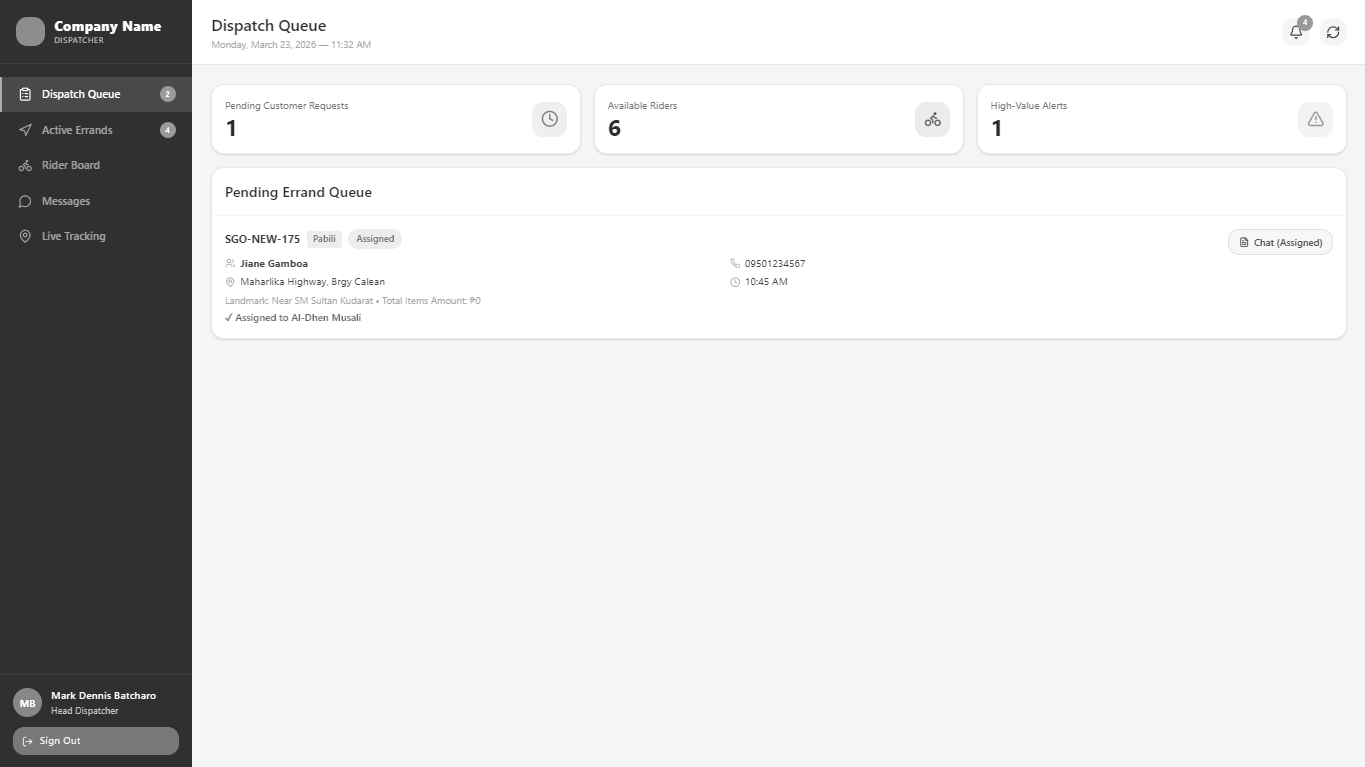 Company Name
DISPATCHER
Dispatch Queue 2
Active Errands 4
Rider Board
Messages
Live Tracking
MB
Mark Dennis Batcharo
Head Dispatcher
Sign Out
Dispatch Queue
Monday, March 23, 2026 — 11:32 AM
4
Pending Customer Requests
1
Available Riders
6
High-Value Alerts
1
Pending Errand Queue
SGO-NEW-175 Pabili Assigned
Chat (Assigned)
Jiane Gamboa
09501234567
Maharlika Highway, Brgy Calean
10:45 AM
Landmark: Near SM Sultan Kudarat • Total Items Amount: ₱0
✓ Assigned to Al-Dhen Musali